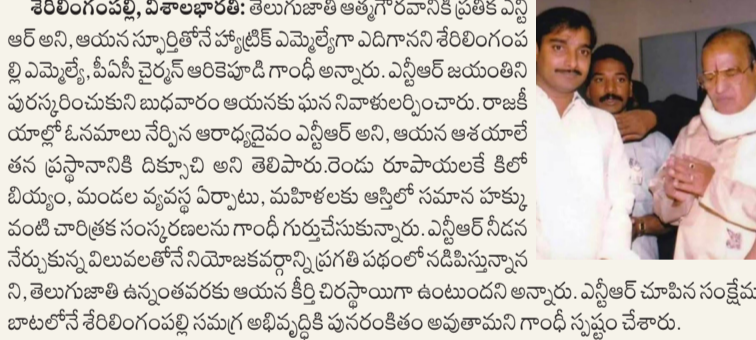 శేరిలింగంపల్లి, విశాలభారతి: తెలుగుజాతి ఆత్మగౌరవానికి ప్రతీక ఎన్టీ
ఆర్ అని, ఆయన స్ఫూర్తితోనే హ్యాట్రిక్ ఎమ్మెల్యేగా ఎదిగానని శేరిలింగంప
ల్లి ఎమ్మెల్యే, పీఏసీ చైర్మన్ ఆరికెపూడి గాంధీ అన్నారు. ఎన్టీఆర్ జయంతిని
పురస్కరించుకుని బుధవారం ఆయనకు ఘన నివాళులర్పించారు. రాజకీ
యాల్లో ఓనమాలు నేర్పిన ఆరాధ్యదైవం ఎన్టీఆర్ అని, ఆయన ఆశయాలే
తన ప్రస్థానానికి దిక్సూచి అని తెలిపారు.రెండు రూపాయలకే కిలో
బియ్యం, మండల వ్యవస్థ ఏర్పాటు, మహిళలకు ఆస్తిలో సమాన హక్కు
వంటి చారిత్రక సంస్కరణలను గాంధీ గుర్తుచేసుకున్నారు. ఎన్టీఆర్ నీడన
నేర్చుకున్న విలువలతోనే నియోజకవర్గాన్ని ప్రగతి పథంలో నడిపిస్తున్నాన
ని, తెలుగుజాతి ఉన్నంతవరకు ఆయన కీర్తి చిరస్థాయిగా ఉంటుందని అన్నారు. ఎన్టీఆర్ చూపిన సంక్షేమ
బాటలోనే శేరిలింగంపల్లి సమగ్ర అభివృద్ధికి పునరంకితం అవుతామని గాంధీ స్పష్టం చేశారు.